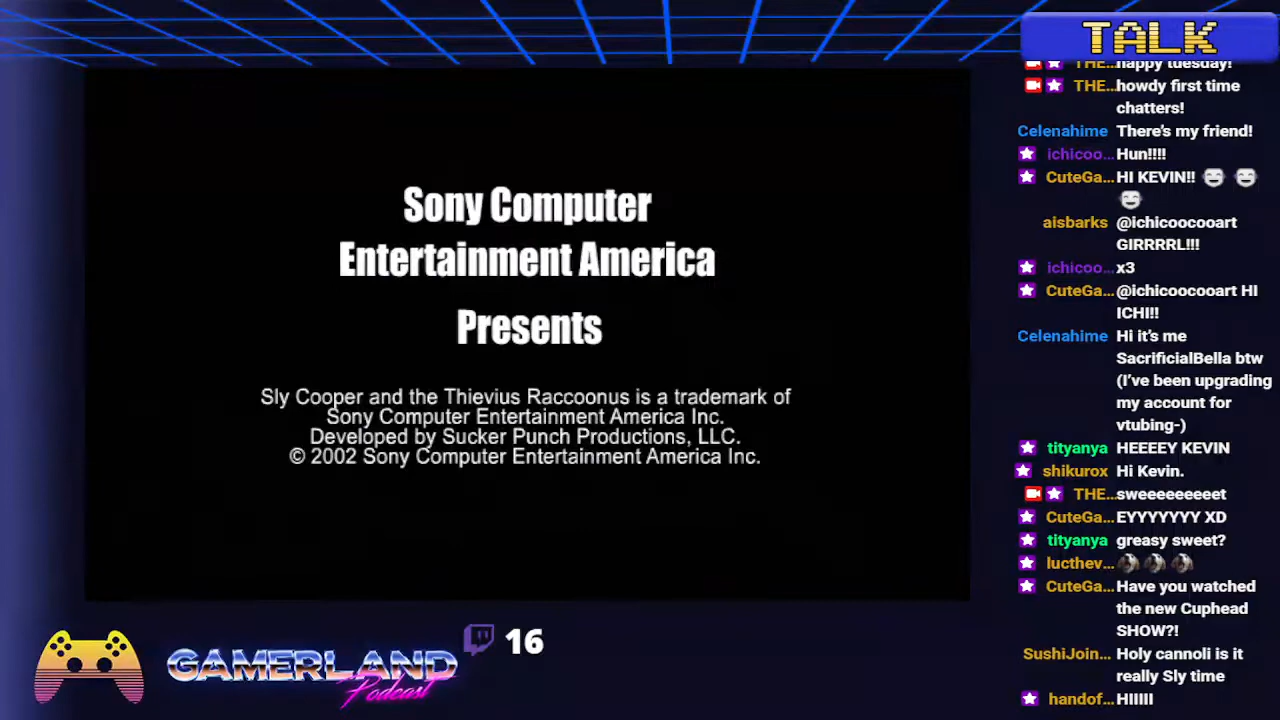 TALK
THE... happy tuesday!
THE... howdy first time
chatters!
Celenahime There's my friend!
ichicoo... Hun!!!!
CuteGa... HI KEVIN!!
aisbarks @ichicoocooart
GIRRRRL!!!
ichicoo... x3
CuteGa... @ichicoocooart HI
ICHI!!
Celenahime Hi it's me
SacrificialBella btw
(I've been upgrading
my account for
vtubing-)
tityanya HEEEEY KEVIN
shikurox Hi Kevin.
THE... sweeeeeeeeet
CuteGa... EYYYYYYY XD
tityanya greasy sweet?
lucthev...
CuteGa... Have you watched
the new Cuphead
SHOW?!
SushiJoin... Holy cannoli is it
really Sly time
handof... HIIIII
Sony Computer
Entertainment America
Presents
Sly Cooper and the Thievius Raccoonus is a trademark of
Sony Computer Entertainment America Inc.
Developed by Sucker Punch Productions, LLC.
© 2002 Sony Computer Entertainment America Inc.
GAMERLAND
Podcast
16